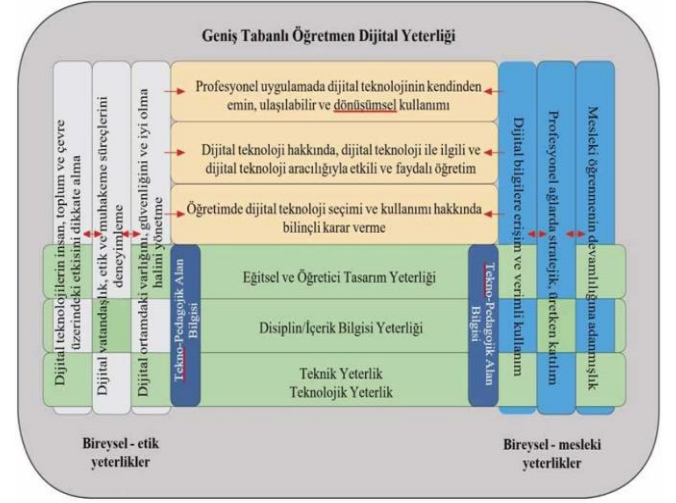 Geniş Tabanlı Öğretmen Dijital Yeterliği
Dijital teknolojilerin insan, toplum ve çevre
üzerindeki etkisini dikkate alma
Dijital vatandaşlık, etik ve muhakeme süreçlerini
deneyimleme
Dijital ortamdaki varlığını, güvenliğini ve iyi olma
halini yönetme
Profesyonel uygulamada dijital teknolojinin kendinden
emin, ulaşılabilir ve dönüşümsel kullanımı
Dijital teknoloji hakkında, dijital teknoloji ile ilgili ve
dijital teknoloji aracılığıyla etkili ve faydalı öğretim
Öğretimde dijital teknoloji seçimi ve kullanımı hakkında
bilinçli karar verme
Tekno-Pedagojik Alan
Bilgisi
Eğitsel ve Öğretici Tasarım Yeterliği
Disiplin/İçerik Bilgisi Yeterliği
Teknik Yeterlik
Teknolojik Yeterlik
Tekno-Pedagojik Alan
Bilgisi
Dijital bilgilere erişim ve verimli kullanım
Profesyonel ağlarda stratejik, üretken katılım
Mesleki öğrenmenin devamlılığına adanmışlık
Bireysel - etik
yeterlikler
Bireysel - mesleki
yeterlikler